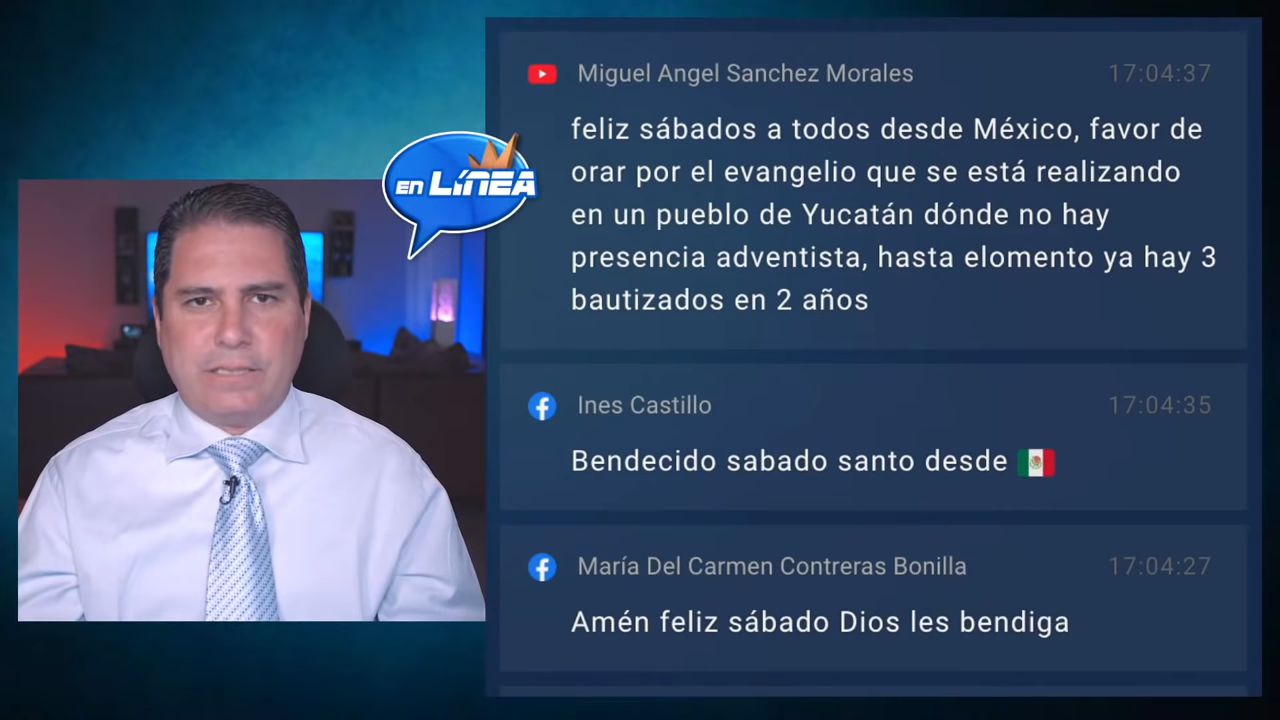 EN LÍNEA
Miguel Angel Sanchez Morales 17:04:37
feliz sábados a todos desde México, favor de
orar por el evangelio que se está realizando
en un pueblo de Yucatán dónde no hay
presencia adventista, hasta elomento ya hay 3
bautizados en 2 años
Ines Castillo 17:04:35
Bendecido sabado santo desde 🇲🇽
María Del Carmen Contreras Bonilla 17:04:27
Amén feliz sábado Dios les bendiga